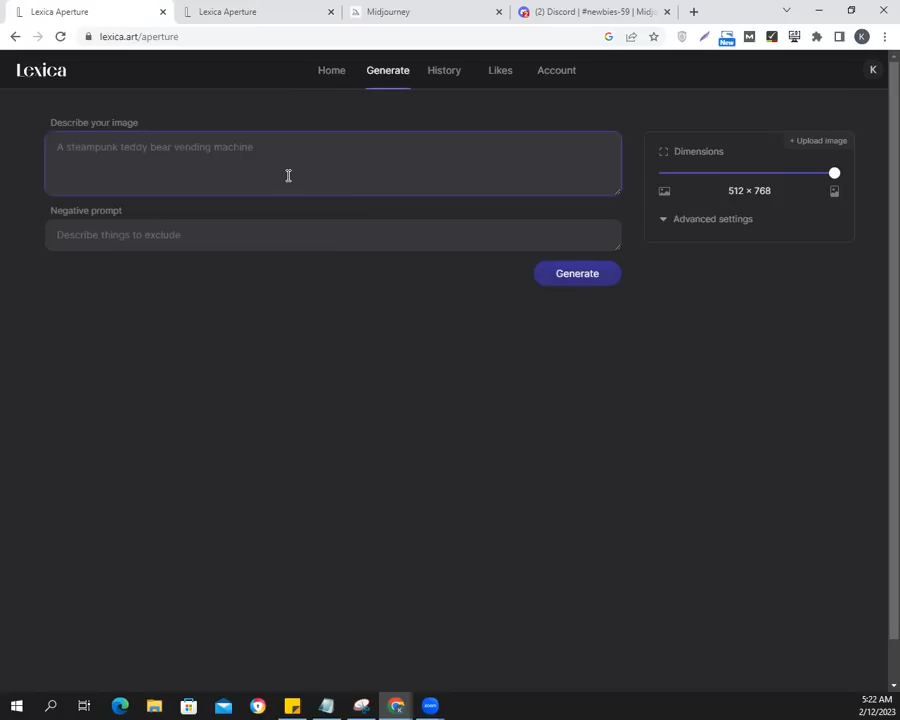 Lexica Aperture
Lexica Aperture
Midjourney
(2) Discord | #newbies-59 | Midj
lexica.art/aperture
New
K
Lexica
Home
Generate
History
Likes
Account
K
Describe your image
A steampunk teddy bear vending machine
+ Upload image
Dimensions
512 × 768
Advanced settings
Negative prompt
Describe things to exclude
Generate
zoom
5:22 AM
2/12/2023